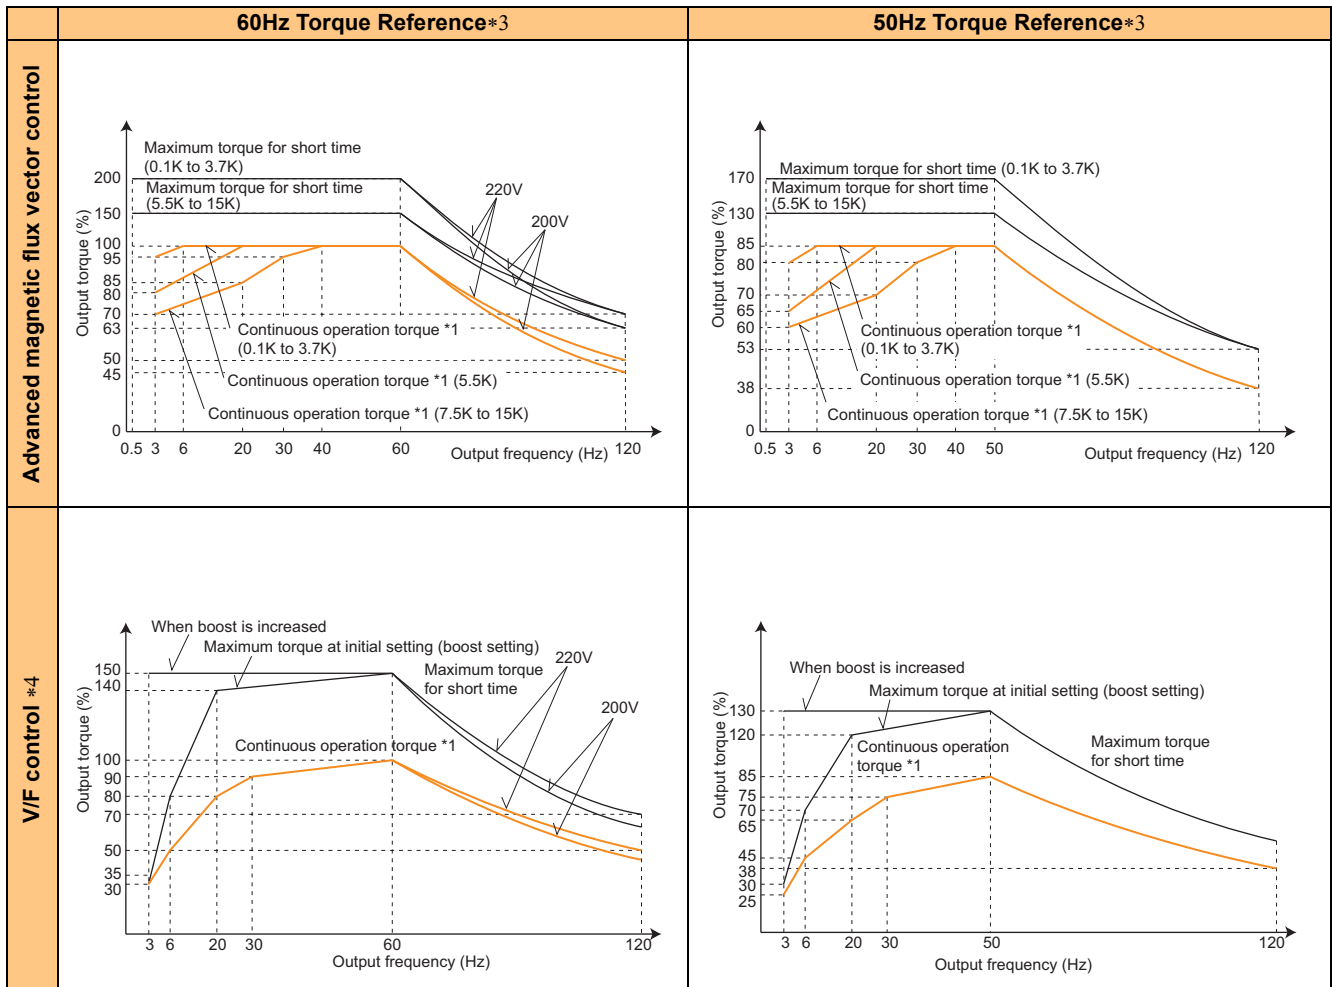 60Hz Torque Reference*3
50Hz Torque Reference*3
Advanced magnetic flux vector control
Output torque (%)
Maximum torque for short time
(0.1K to 3.7K)
Maximum torque for short time
(5.5K to 15K)
220V
200V
200
150
100
95
85
80
70
63
50
45
0
Continuous operation torque *1
(0.1K to 3.7K)
Continuous operation torque *1 (5.5K)
Continuous operation torque *1 (7.5K to 15K)
0.5 3 6 20 30 40 60 120
Output frequency (Hz)
Output torque (%)
Maximum torque for short time (0.1K to 3.7K)
Maximum torque for short time
(5.5K to 15K)
170
130
85
80
70
65
60
53
38
0
Continuous operation torque *1
(0.1K to 3.7K)
Continuous operation torque *1 (5.5K)
Continuous operation torque *1 (7.5K to 15K)
0.5 3 6 20 30 40 50 120
Output frequency (Hz)
V/F control *4
Output torque (%)
When boost is increased
Maximum torque at initial setting (boost setting)
Maximum torque
for short time
220V
200V
Continuous operation torque *1
150
140
100
90
80
70
50
35
30
3 6 20 30 60 120
Output frequency (Hz)
Output torque (%)
When boost is increased
Maximum torque at initial setting (boost setting)
Continuous operation
torque *1
Maximum torque
for short time
130
120
85
75
70
65
45
38
30
25
3 6 20 30 50 120
Output frequency (Hz)